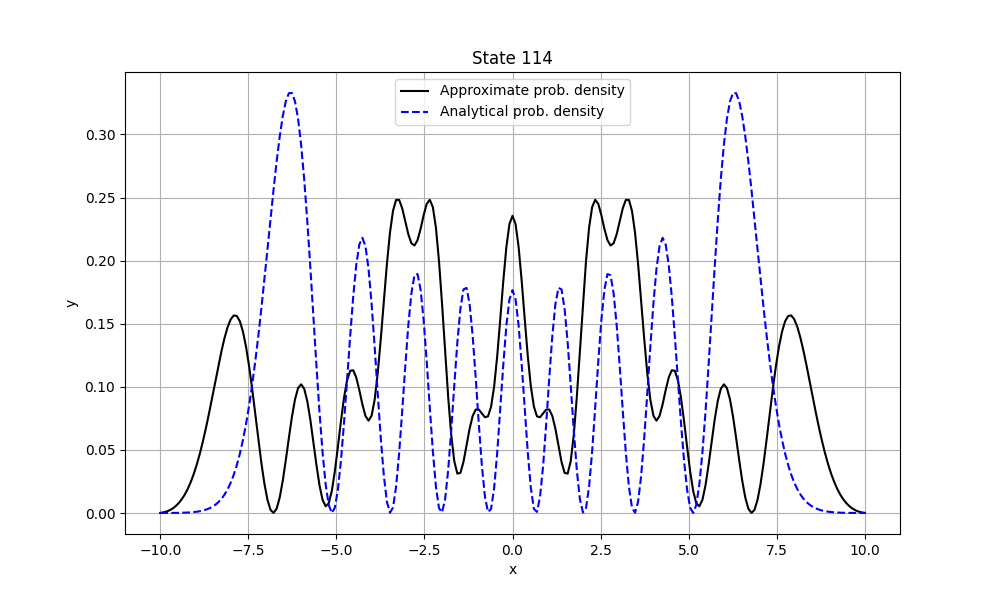 State 114
Approximate prob. density
Analytical prob. density
y
0.30
0.25
0.20
0.15
0.10
0.05
0.00
−10.0 −7.5 −5.0 −2.5 0.0 2.5 5.0 7.5 10.0
x